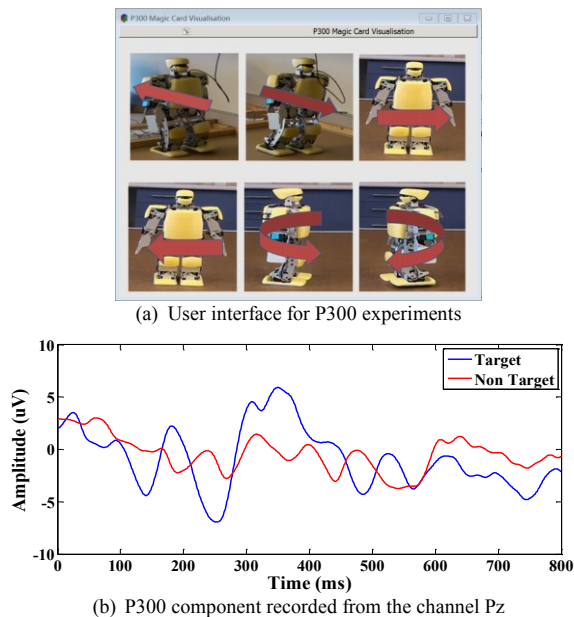 P300 Magic Card Visualisation
P300 Magic Card Visualisation
(a) User interface for P300 experiments
10
5
0
-5
-10
Amplitude (uV)
Target
Non Target
0 100 200 300 400 500 600 700 800
Time (ms)
(b) P300 component recorded from the channel Pz